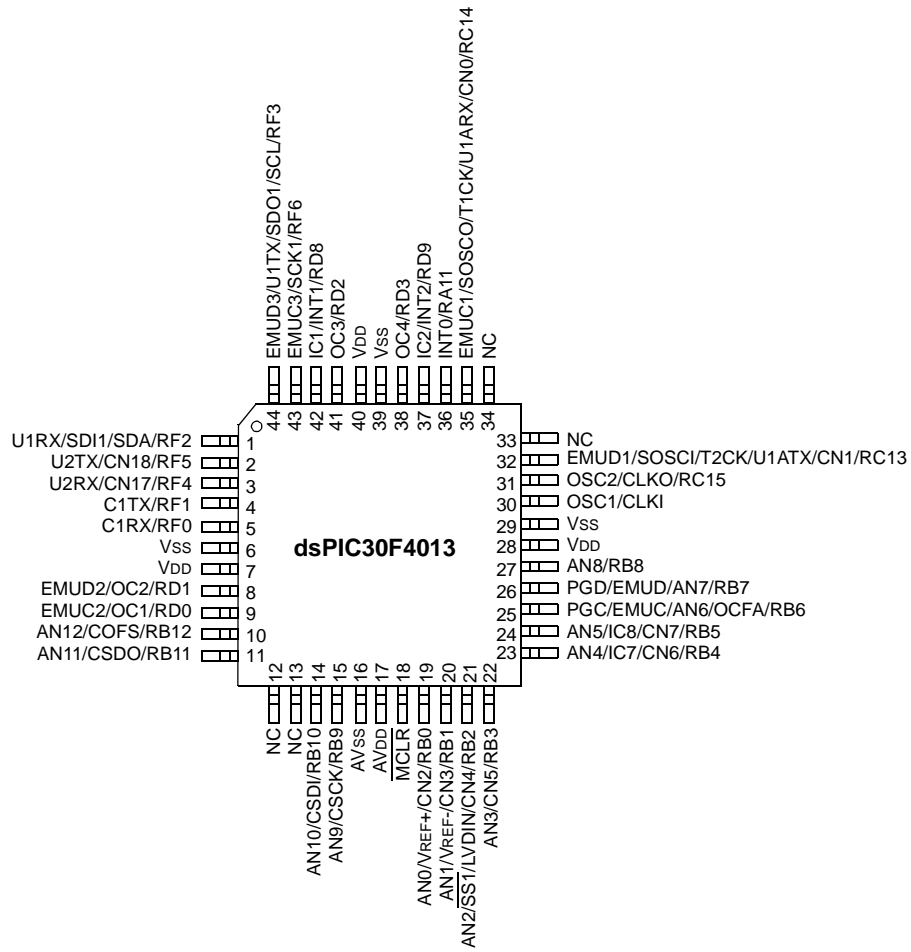 EMUD3/U1TX/SDO1/SCL/RF3
EMUC3/SCK1/RF6
IC1/INT1/RD8
OC3/RD2
VDD
VSS
OC4/RD3
IC2/INT2/RD9
INT0/RA11
EMUC1/SOSCO/T1CK/U1ARX/CN0/RC14
NC
44
43
42
41
40
39
38
37
36
35
34
U1RX/SDI1/SDA/RF2 1
U2TX/CN18/RF5 2
U2RX/CN17/RF4 3
C1TX/RF1 4
C1RX/RF0 5
VSS 6
VDD 7
EMUD2/OC2/RD1 8
EMUC2/OC1/RD0 9
AN12/COFS/RB12 10
AN11/CSDO/RB11 11
dsPIC30F4013
33 NC
32 EMUD1/SOSCI/T2CK/U1ATX/CN1/RC13
31 OSC2/CLKO/RC15
30 OSC1/CLKI
29 VSS
28 VDD
27 AN8/RB8
26 PGD/EMUD/AN7/RB7
25 PGC/EMUC/AN6/OCFA/RB6
24 AN5/IC8/CN7/RB5
23 AN4/IC7/CN6/RB4
12
13
14
15
16
17
18
19
20
21
22
NC
NC
AN10/CSDI/RB10
AN9/CSCK/RB9
AVSS
AVDD
MCLR
AN0/VREF+/CN2/RB0
AN1/VREF-/CN3/RB1
AN2/SS1/LVDIN/CN4/RB2
AN3/CN5/RB3